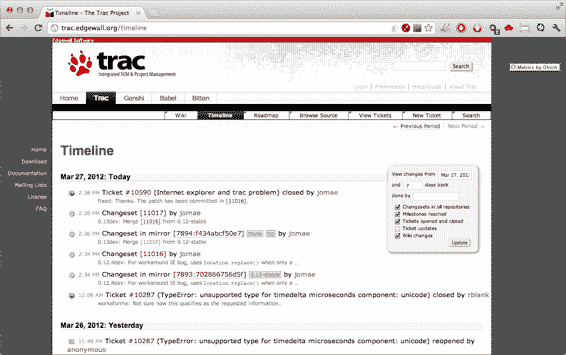 Timeline – The Trac Project
trac.edgewall.org/timeline
Edgewall Software
trac
Integrated SCM & Project Management
Search
Metrics by Ohloh
Login | Preferences | Help/Guide | About Trac
Home Trac Genshi Babel Bitten
Wiki Timeline Roadmap Browse Source View Tickets New Ticket Search
← Previous Period | Next Period →
Home
Download
Documentation
Mailing Lists
License
FAQ
Timeline
View changes from Mar 27, 201
and 7 days back
done by
Changesets in all repositories
Milestones reached
Tickets opened and closed
Ticket updates
Wiki changes
Update
Mar 27, 2012: Today
2:38 PM Ticket #10590 (Internet explorer and trac problem) closed by jomae
fixed: Thanks. The patch has been committed in [11016].
2:34 PM Changeset [11017] by jomae
0.13dev: Merge [11016] from 0.12-stable
2:34 PM Changeset in mirror [7894:f434abcf50e7] trunk tip by jomae
0.13dev: Merge [11016] from 0.12-stable
2:34 PM Changeset [11016] by jomae
0.12.4dev: For workaround IE bug, uses location.replace() when only a …
2:34 PM Changeset in mirror [7893:702866756d5f] 0.12-stable by jomae
0.12.4dev: For workaround IE bug, uses location.replace() when only a …
12:08 AM Ticket #10287 (TypeError: unsupported type for timedelta microseconds component: unicode) closed by rblank
worksforme: Not sure how this qualifies as the requested information..
Mar 26, 2012: Yesterday
11:48 PM Ticket #10287 (TypeError: unsupported type for timedelta microseconds component: unicode) reopened by
anonymous